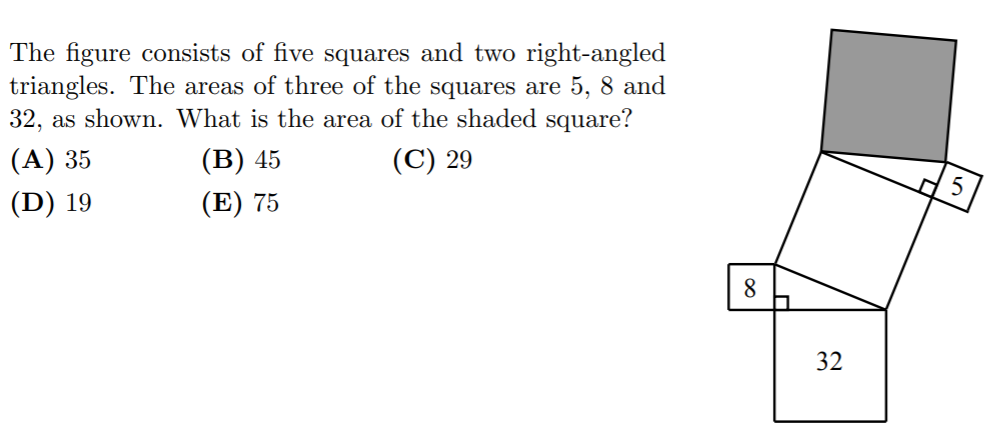 The figure consists of five squares and two right-angled
triangles. The areas of three of the squares are 5, 8 and
32, as shown. What is the area of the shaded square?
(A) 35 (B) 45 (C) 29
(D) 19 (E) 75
5
8
32